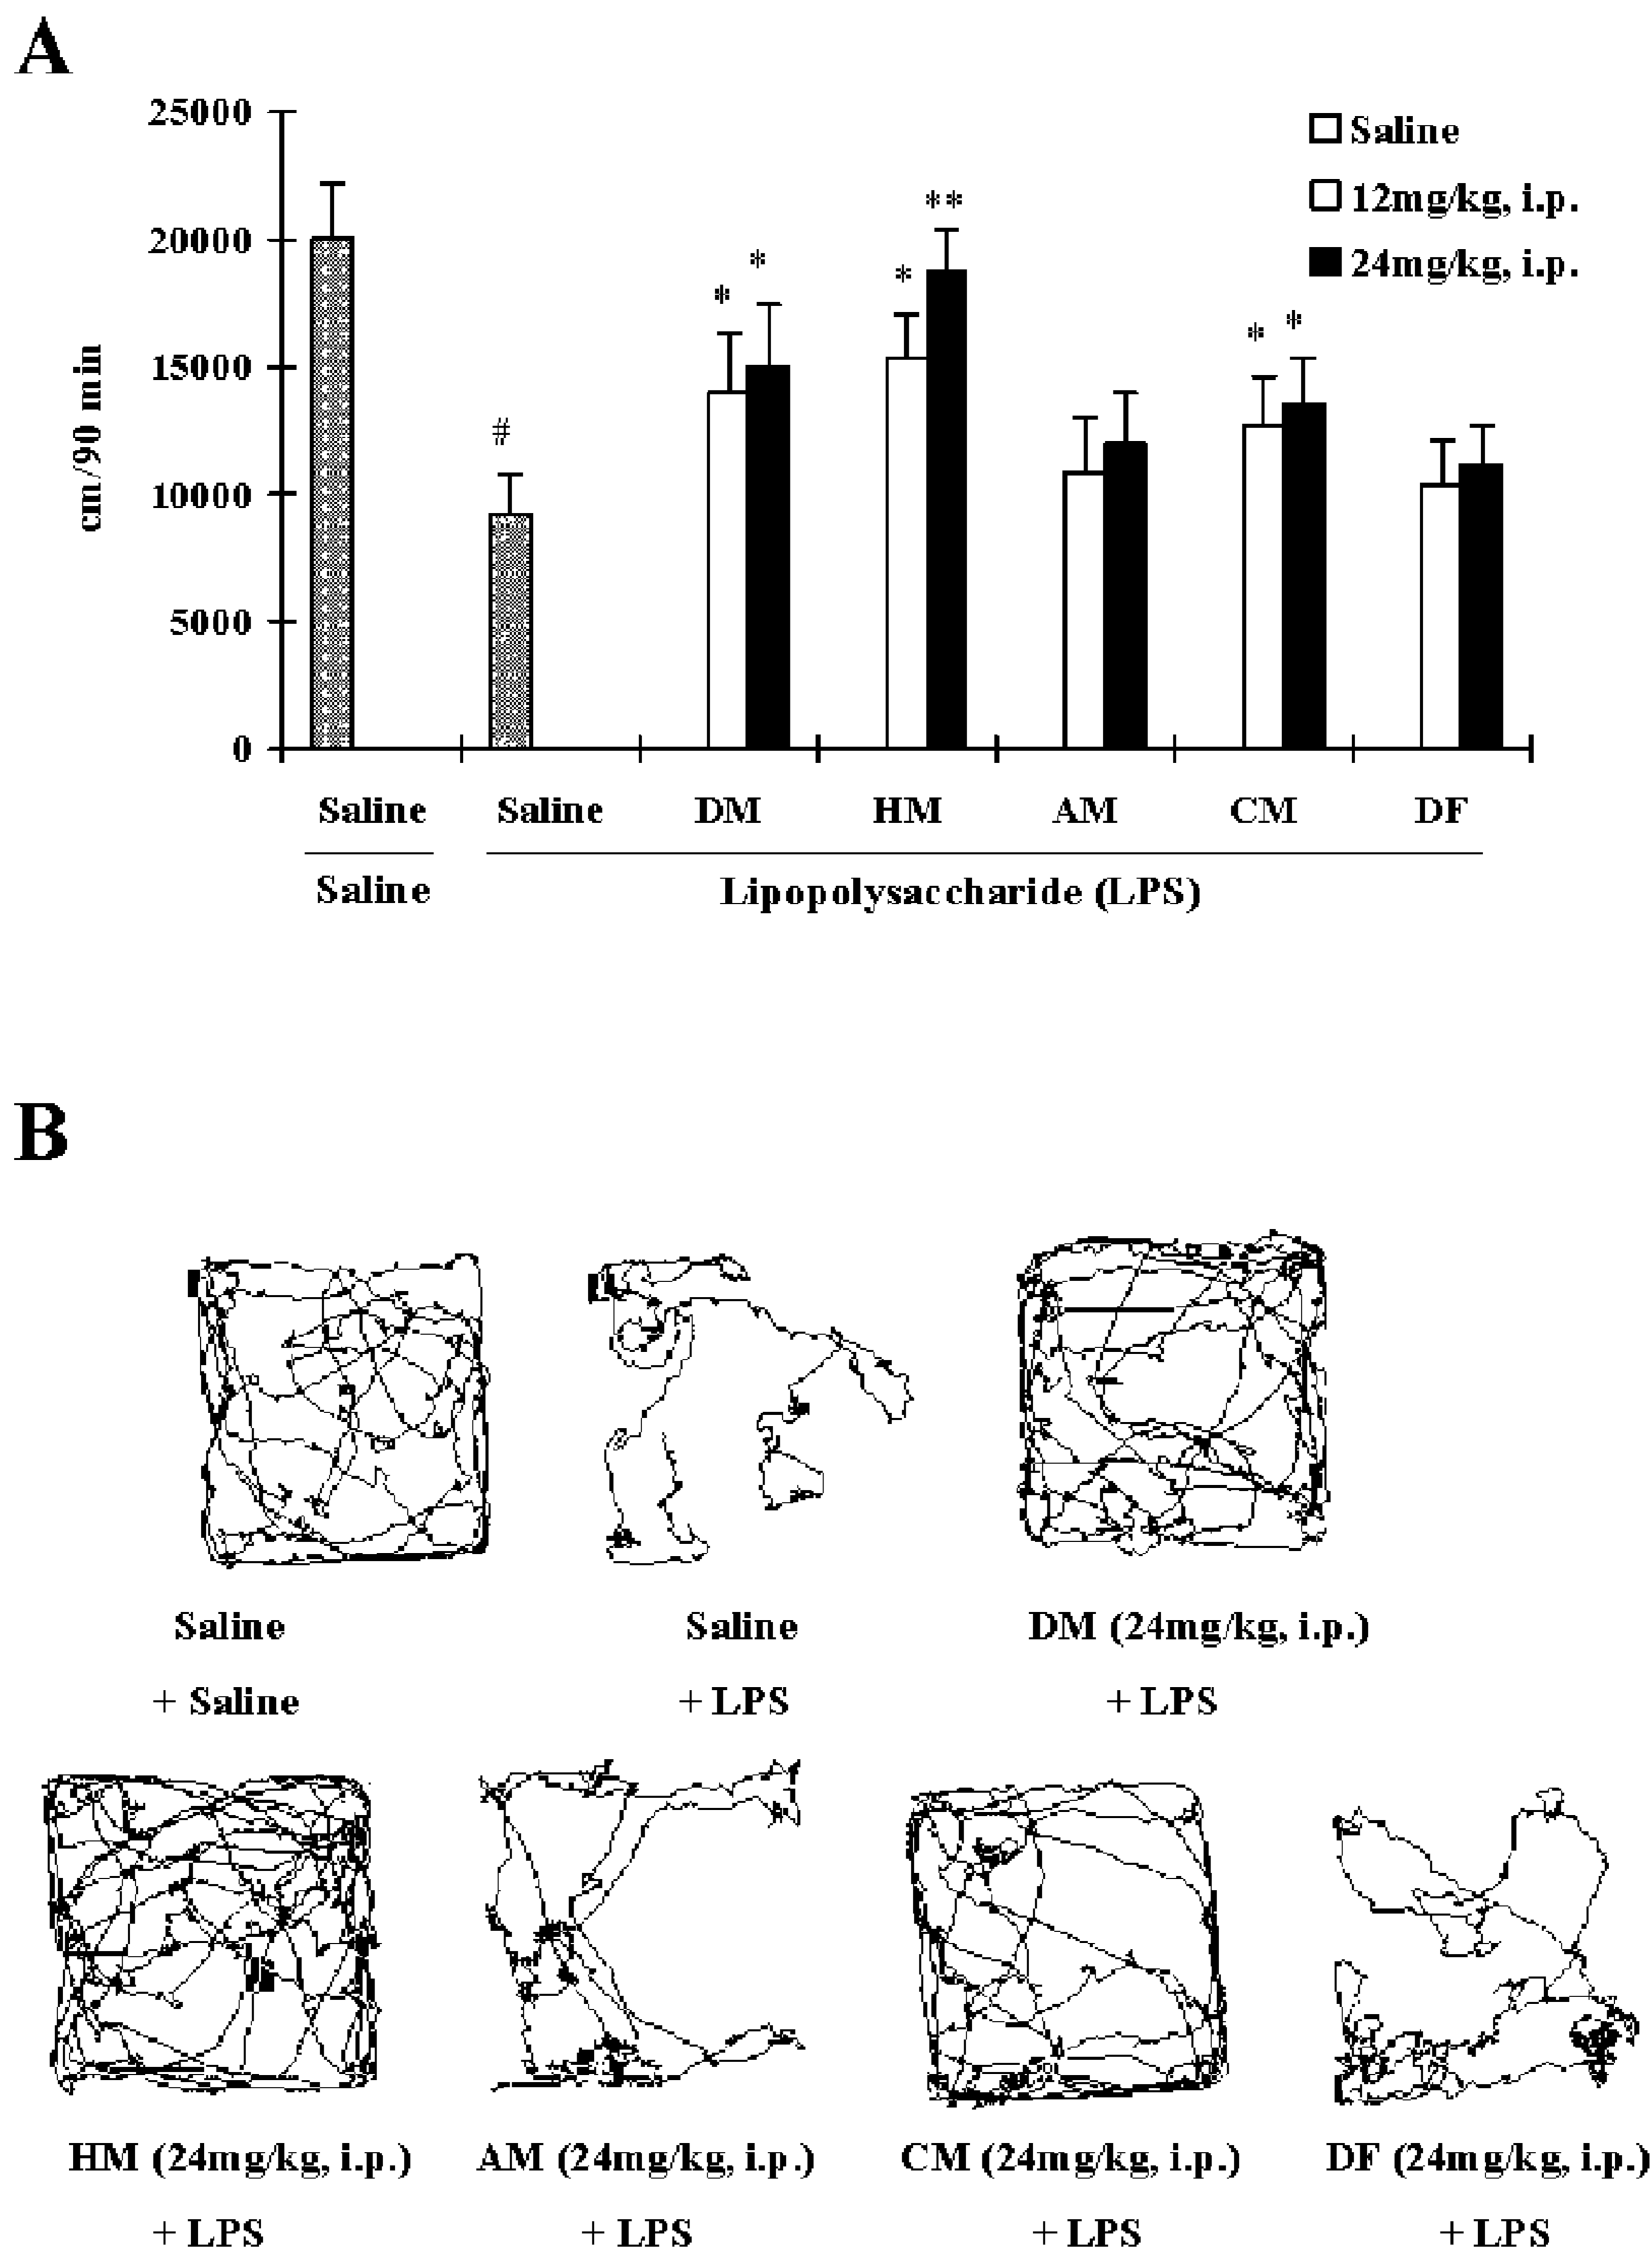 A
25000
20000
15000
10000
5000
0
cm/90 min
Saline
12mg/kg, i.p.
24mg/kg, i.p.
#
*
*
*
**
*
*
Saline Saline DM HM AM CM DF
Saline Lipopolysaccharide (LPS)
B
Saline Saline DM (24mg/kg, i.p.)
+ Saline + LPS + LPS
HM (24mg/kg, i.p.) AM (24mg/kg, i.p.) CM (24mg/kg, i.p.) DF (24mg/kg, i.p.)
+ LPS + LPS + LPS + LPS